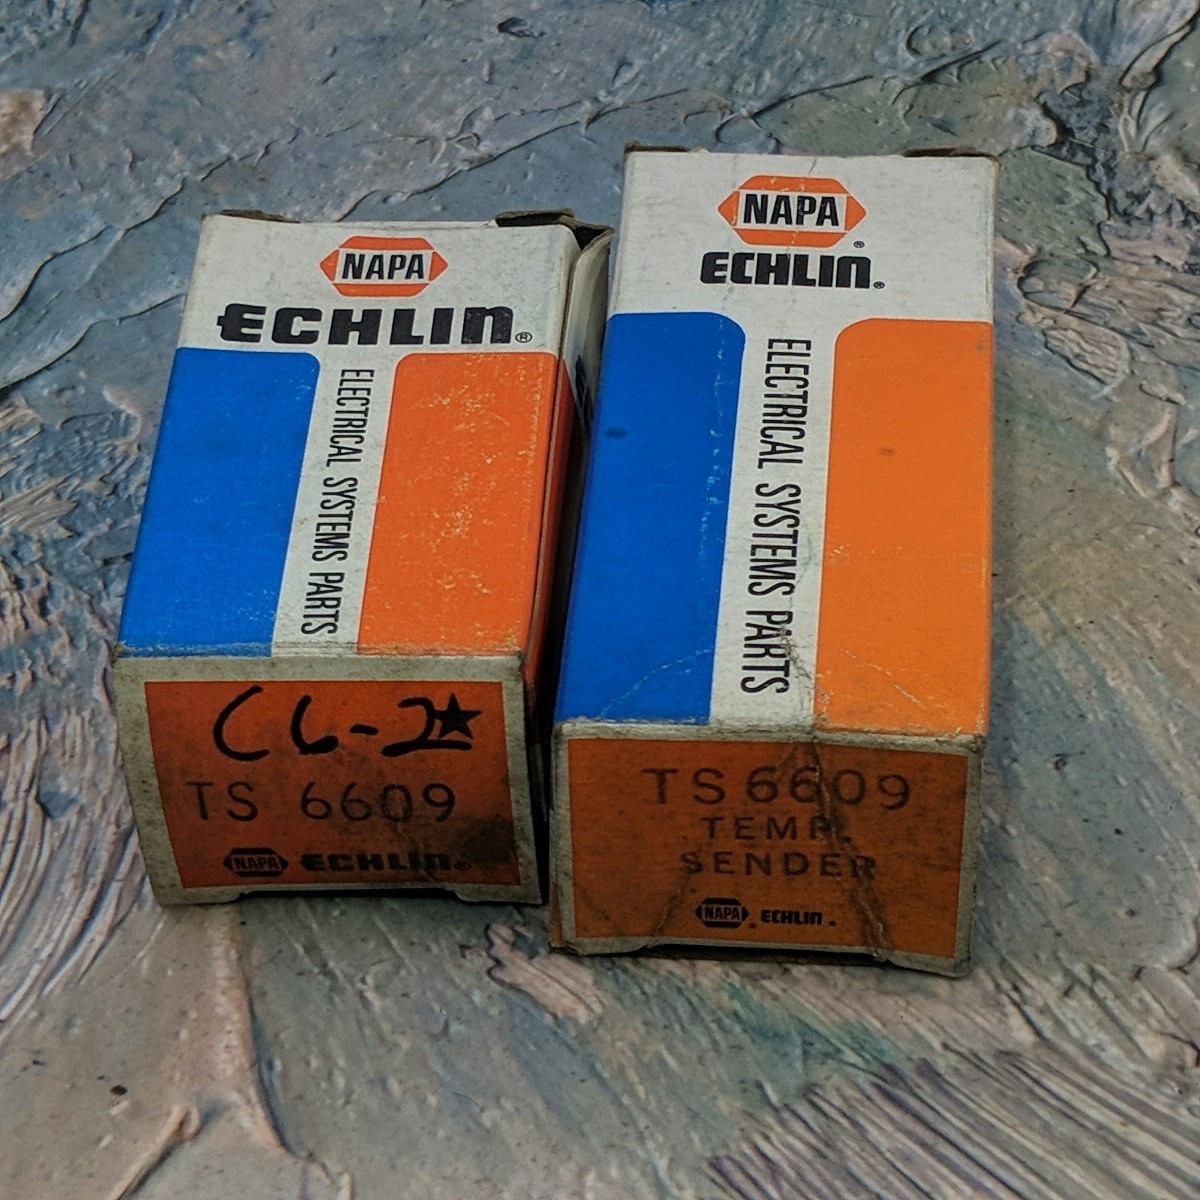 NAPA
ECHLIN®
ELECTRICAL SYSTEMS PARTS
C6-2★
TS 6609
NAPA ECHLIN®
NAPA®
ECHLIN®
ELECTRICAL SYSTEMS PARTS
TS 6609
TEMP.
SENDER
NAPA® ECHLIN®